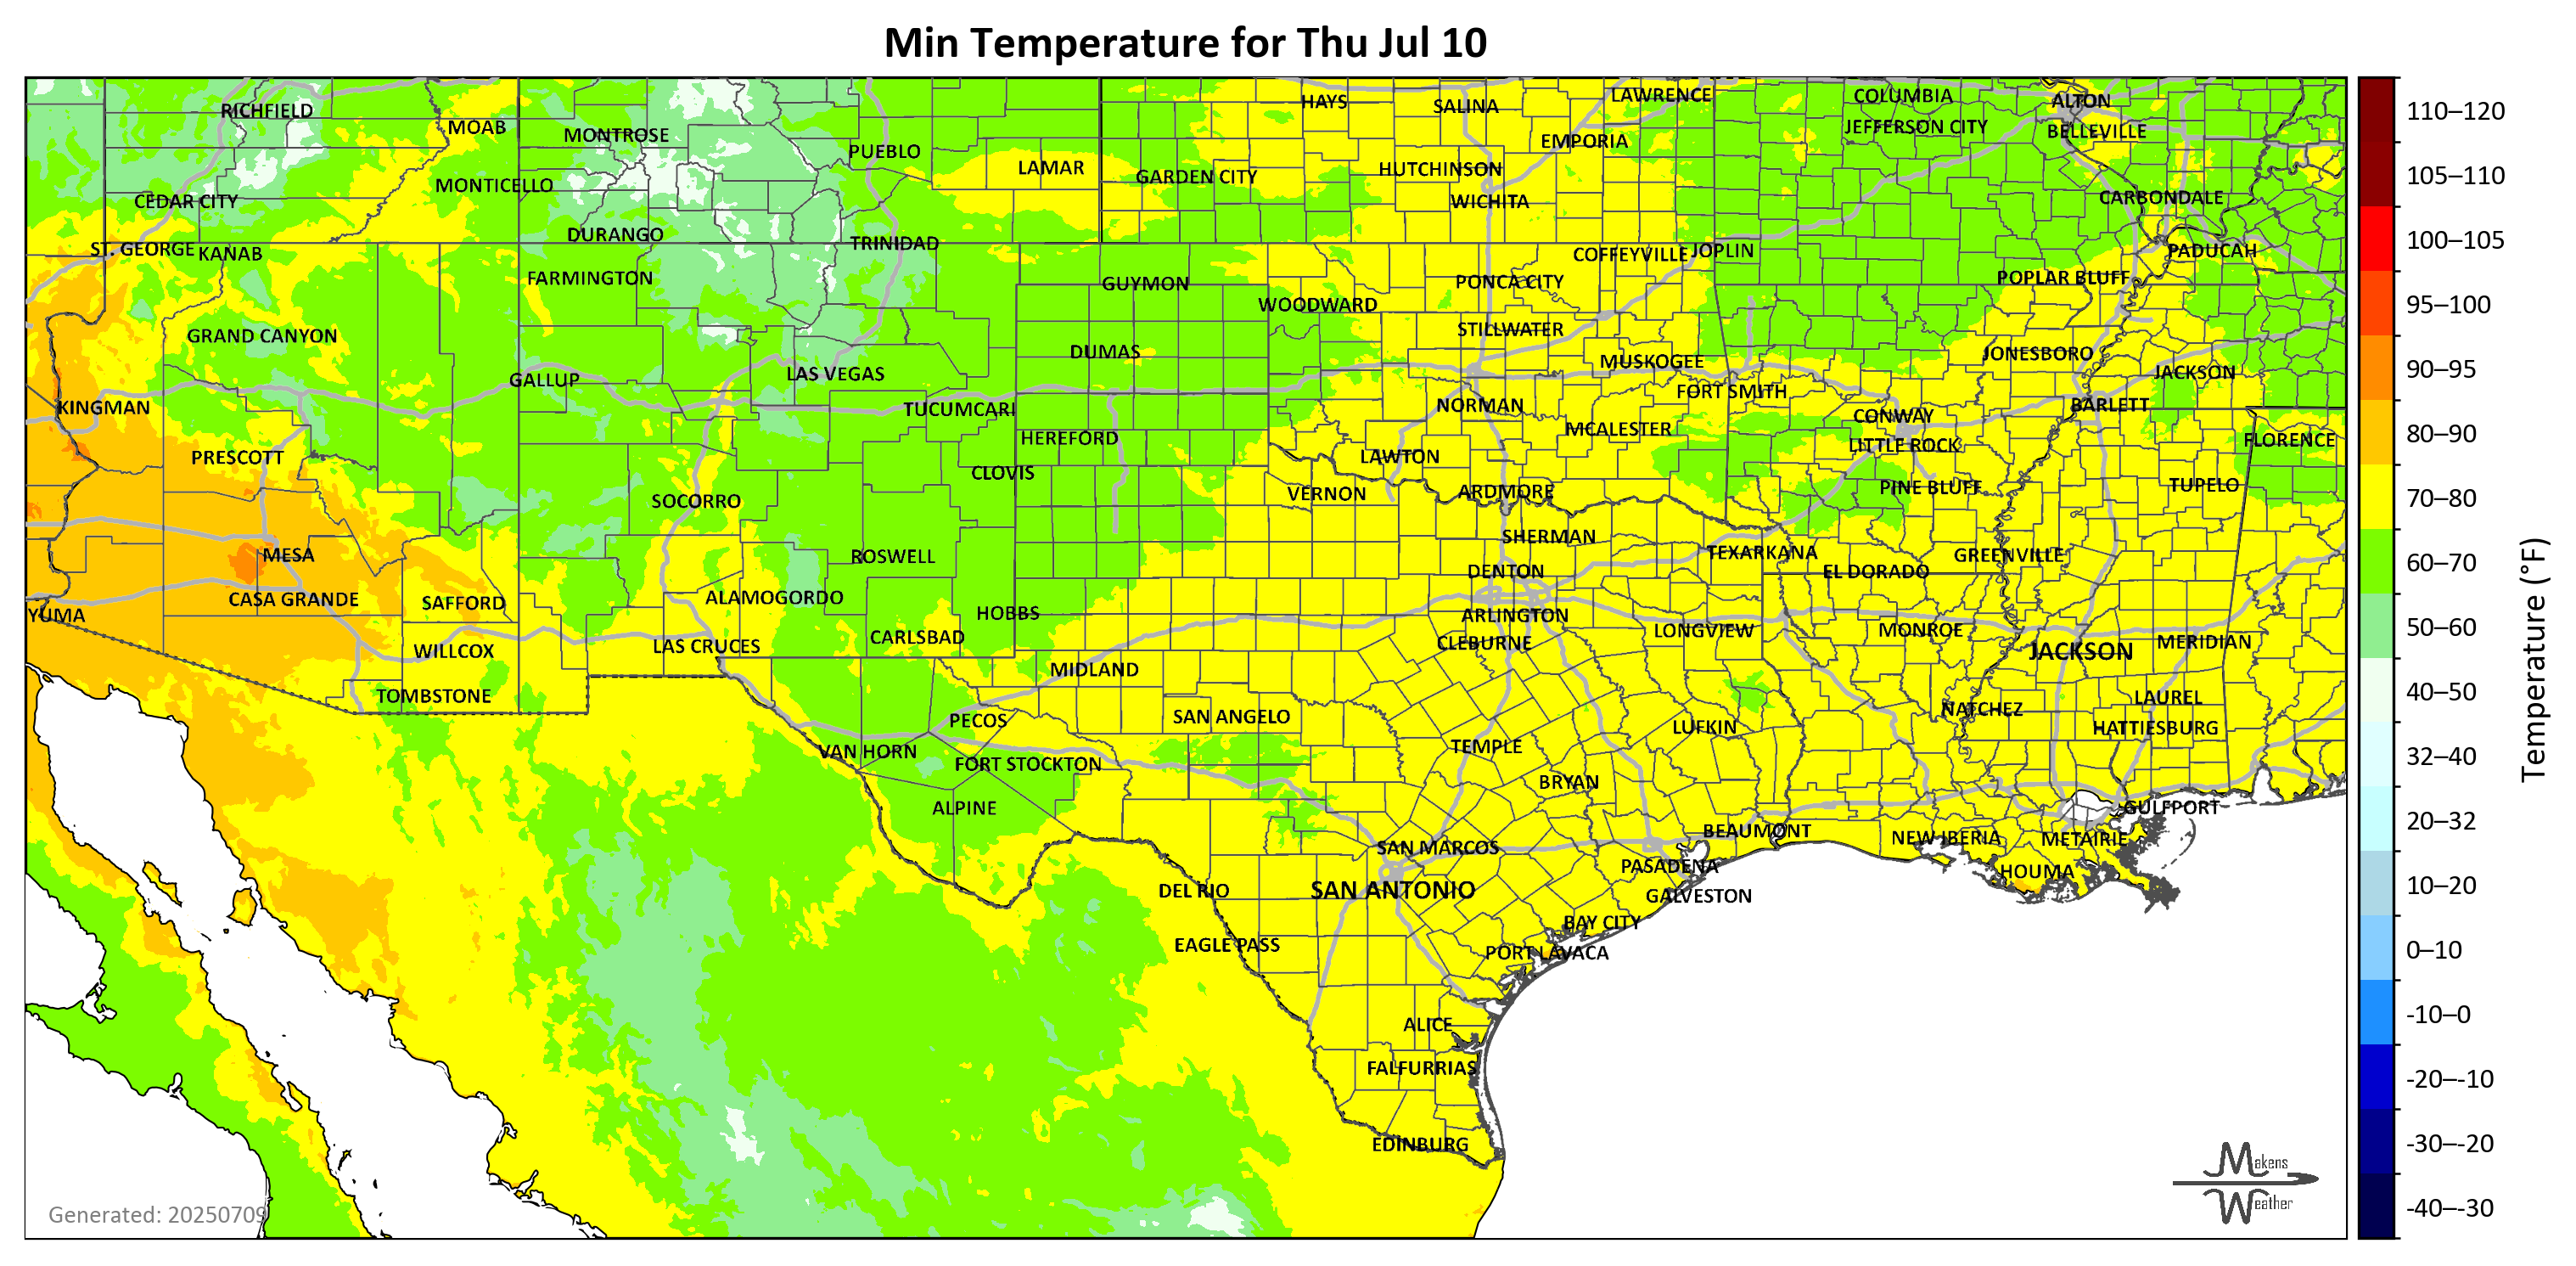 Min Temperature for Thu Jul 10
RICHFIELD
MOAB
MONTROSE
PUEBLO
LAMAR
GARDEN CITY
HAYS
SALINA
LAWRENCE
EMPORIA
HUTCHINSON
WICHITA
COLUMBIA
JEFFERSON CITY
ALTON
BELLEVILLE
CARBONDALE
CEDAR CITY
MONTICELLO
DURANGO
TRINIDAD
ST. GEORGE
KANAB
FARMINGTON
GUYMON
WOODWARD
PONCA CITY
COFFEYVILLE
JOPLIN
POPLAR BLUFF
PADUCAH
GRAND CANYON
GALLUP
LAS VEGAS
DUMAS
STILLWATER
MUSKOGEE
FORT SMITH
JONESBORO
JACKSON
KINGMAN
TUCUMCARI
HEREFORD
NORMAN
MCALESTER
CONWAY
LITTLE ROCK
BARLETT
FLORENCE
PRESCOTT
SOCORRO
CLOVIS
LAWTON
VERNON
ARDMORE
PINE BLUFF
TUPELO
MESA
ROSWELL
SHERMAN
TEXARKANA
GREENVILLE
DENTON
EL DORADO
YUMA
CASA GRANDE
SAFFORD
ALAMOGORDO
HOBBS
ARLINGTON
CLEBURNE
LONGVIEW
MONROE
JACKSON
MERIDIAN
WILLCOX
LAS CRUCES
CARLSBAD
MIDLAND
TOMBSTONE
PECOS
SAN ANGELO
LUFKIN
NATCHEZ
LAUREL
HATTIESBURG
VAN HORN
FORT STOCKTON
TEMPLE
BRYAN
ALPINE
SAN MARCOS
BEAUMONT
NEW IBERIA
METAIRIE
GULFPORT
DEL RIO
SAN ANTONIO
PASADENA
GALVESTON
HOUMA
EAGLE PASS
BAY CITY
PORT LAVACA
ALICE
FALFURRIAS
EDINBURG
Generated: 20250709
Makens
Weather
110–120
105–110
100–105
95–100
90–95
80–90
70–80
60–70
50–60
40–50
32–40
20–32
10–20
0–10
-10–0
-20–-10
-30–-20
-40–-30
Temperature (°F)